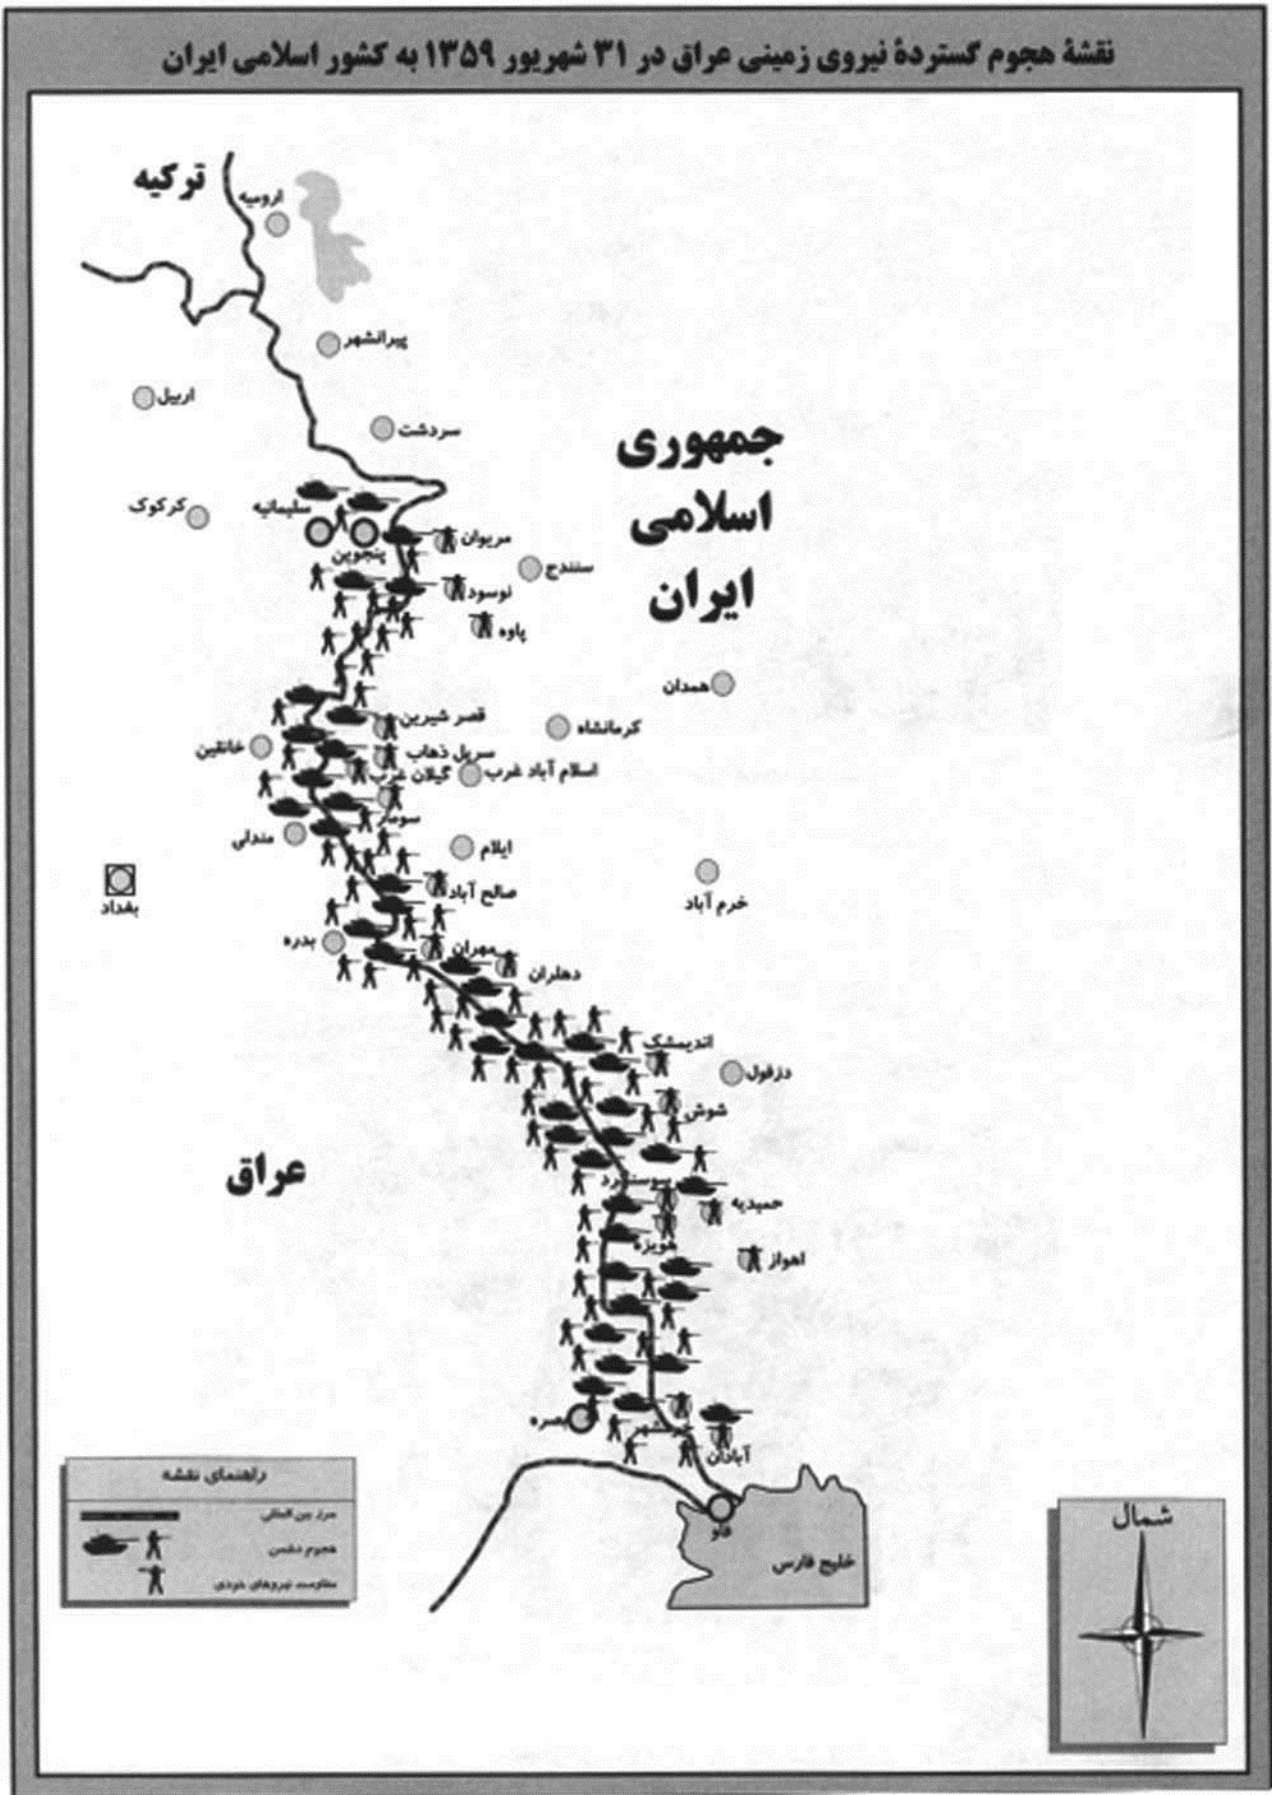 نقشهٔ هجوم گستردهٔ نیروی زمینی عراق در ۳۱ شهریور ۱۳۵۹ به کشور اسلامی ایران
ترکیه
ارومیه
پیرانشهر
اربیل
سردشت
جمهوری
اسلامی
ایران
کرکوک
سلیمانیه
پنجوین
مریوان
سنندج
نوسود
پاوه
همدان
قصر شیرین
کرمانشاه
خانقین
سرپل ذهاب
گیلان غرب
اسلام آباد غرب
سومار
مندلی
ایلام
بغداد
صالح آباد
خرم آباد
بدره
مهران
دهلران
اندیمشک
دزفول
شوش
عراق
سوسنگرد
حمیدیه
هویزه
اهواز
بصره
آبادان
فاو
خلیج فارس
راهنمای نقشه
مرز بین المللی
هجوم دشمن
مقاومت نیروهای خودی
شمال